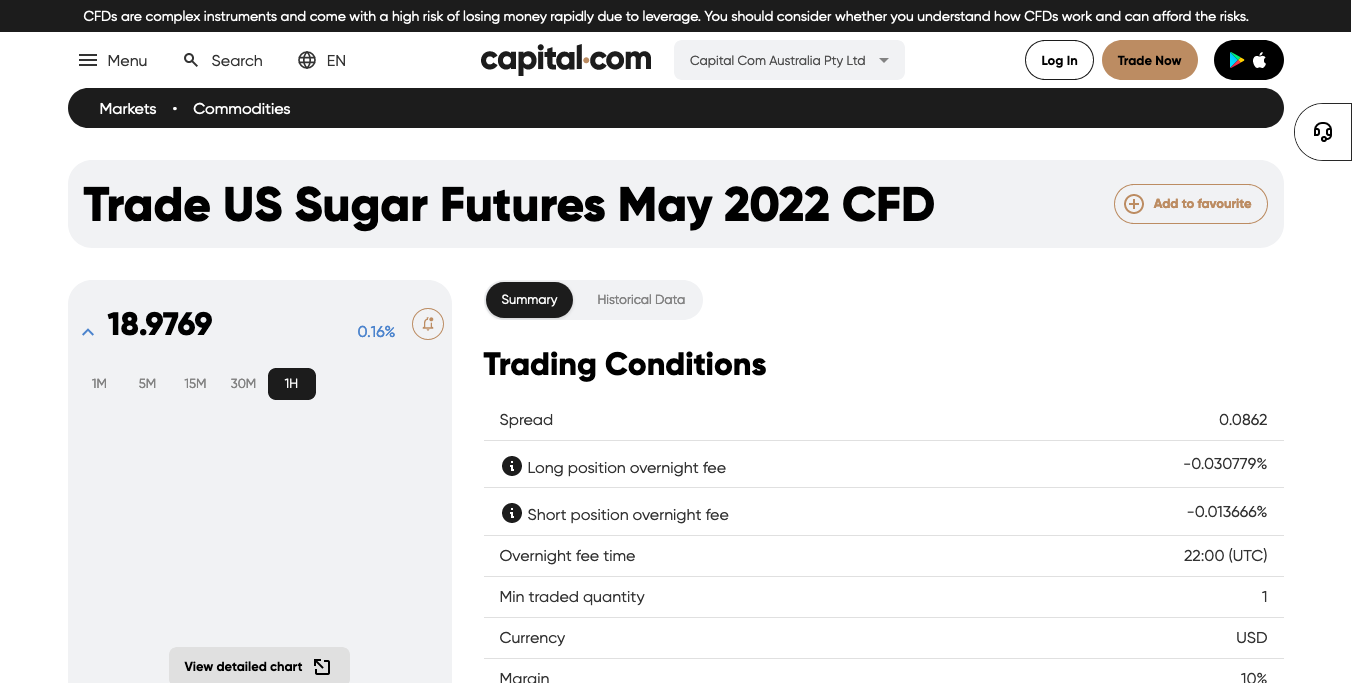 CFDs are complex instruments and come with a high risk of losing money rapidly due to leverage. You should consider whether you understand how CFDs work and can afford the risks.
Menu Search EN capital.com Capital Com Australia Pty Ltd Log In Trade Now
Markets • Commodities
Trade US Sugar Futures May 2022 CFD Add to favourite
18.9769 0.16%
1M 5M 15M 30M 1H
View detailed chart
Summary Historical Data
Trading Conditions
Spread 0.0862
Long position overnight fee -0.030779%
Short position overnight fee -0.013666%
Overnight fee time 22:00 (UTC)
Min traded quantity 1
Currency USD
Margin 10%